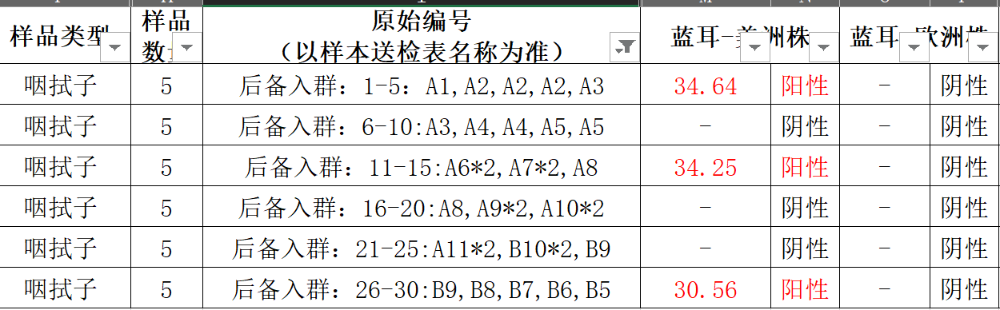 样品类型 样品 原始编号 蓝耳-美洲株 蓝耳-欧洲株
数量 （以样本送检表名称为准）
咽拭子 5 后备入群：1-5：A1,A2,A2,A2,A3 34.64 阳性 - 阴性
咽拭子 5 后备入群：6-10:A3,A4,A4,A5,A5 - 阴性 - 阴性
咽拭子 5 后备入群：11-15:A6*2,A7*2,A8 34.25 阳性 - 阴性
咽拭子 5 后备入群：16-20:A8,A9*2,A10*2 - 阴性 - 阴性
咽拭子 5 后备入群：21-25:A11*2,B10*2,B9 - 阴性 - 阴性
咽拭子 5 后备入群：26-30:B9,B8,B7,B6,B5 30.56 阳性 - 阴性